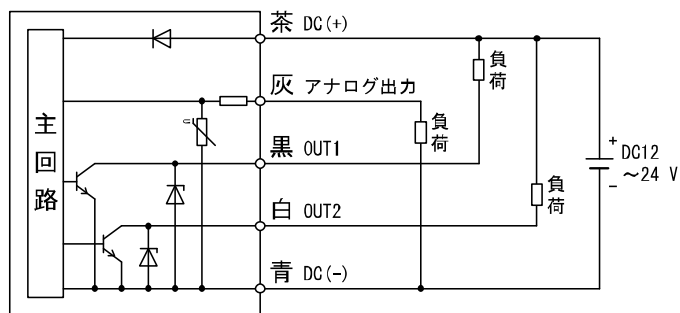 茶 DC(+)
負荷
灰 アナログ出力
主回路
負荷
黒 OUT1
+
DC12
～24 V
−
負荷
白 OUT2
青 DC(-)